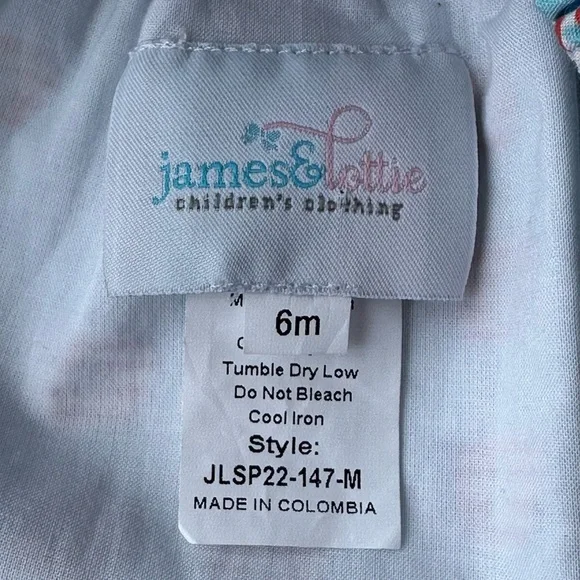 james&lottie
children's clothing
6m
Tumble Dry Low
Do Not Bleach
Cool Iron
Style:
JLSP22-147-M
MADE IN COLOMBIA